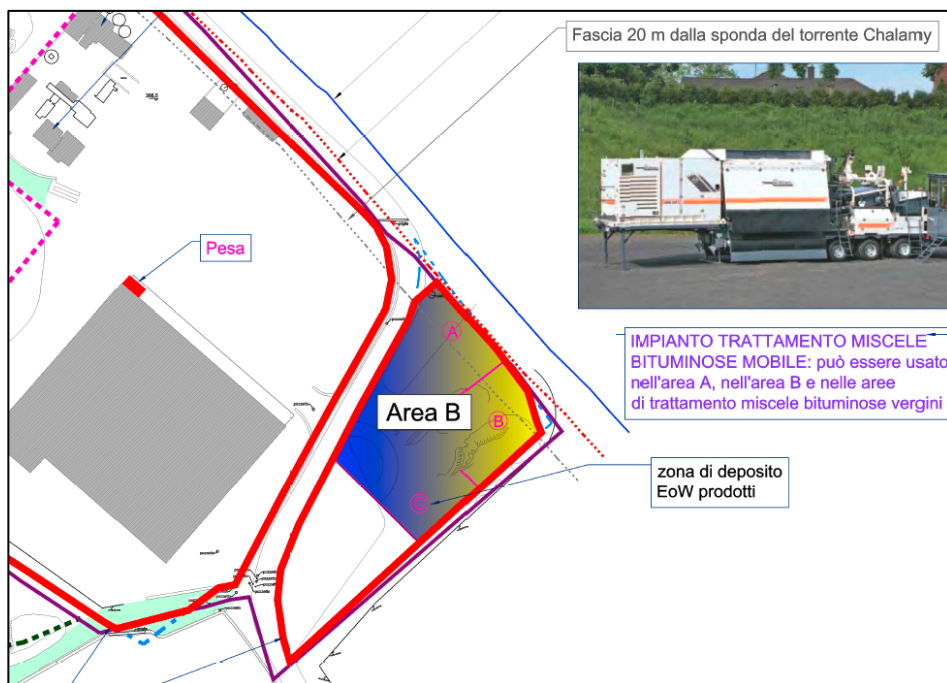 Fascia 20 m dalla sponda del torrente Chalamy
Pesa
IMPIANTO TRATTAMENTO MISCELE
BITUMINOSE MOBILE: può essere usato
nell'area A, nell'area B e nelle aree
di trattamento miscele bituminose vergini
A
Area B
B
zona di deposito
EoW prodotti
C